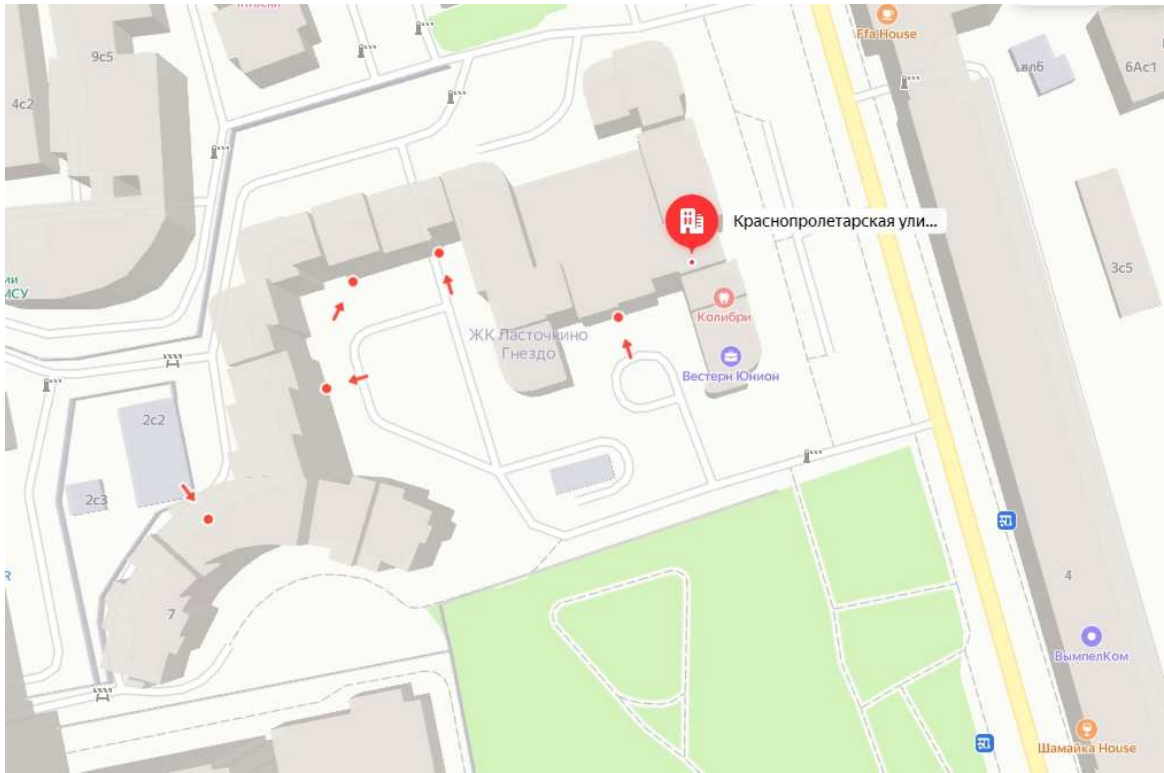 Ffa House
9с5
вл6
6Ас1
4с2
Краснопролетарская ули...
3с5
Колибри
ЖК Ласточкино
Гнездо
Вестерн Юнион
2с2
2с3
4
7
ВымпелКом
Шамайка House